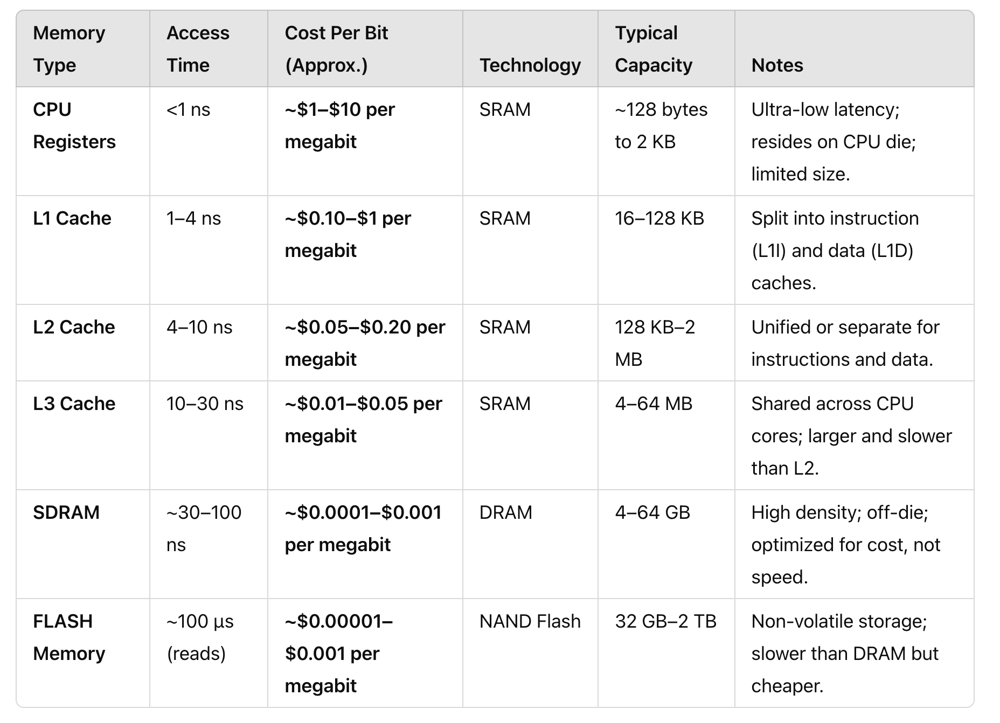 Memory Type
Access Time
Cost Per Bit (Approx.)
Technology
Typical Capacity
Notes
CPU Registers
<1 ns
~$1–$10 per megabit
SRAM
~128 bytes to 2 KB
Ultra-low latency; resides on CPU die; limited size.
L1 Cache
1–4 ns
~$0.10–$1 per megabit
SRAM
16–128 KB
Split into instruction (L1I) and data (L1D) caches.
L2 Cache
4–10 ns
~$0.05–$0.20 per megabit
SRAM
128 KB–2 MB
Unified or separate for instructions and data.
L3 Cache
10–30 ns
~$0.01–$0.05 per megabit
SRAM
4–64 MB
Shared across CPU cores; larger and slower than L2.
SDRAM
~30–100 ns
~$0.0001–$0.001 per megabit
DRAM
4–64 GB
High density; off-die; optimized for cost, not speed.
FLASH Memory
~100 µs (reads)
~$0.00001–$0.001 per megabit
NAND Flash
32 GB–2 TB
Non-volatile storage; slower than DRAM but cheaper.